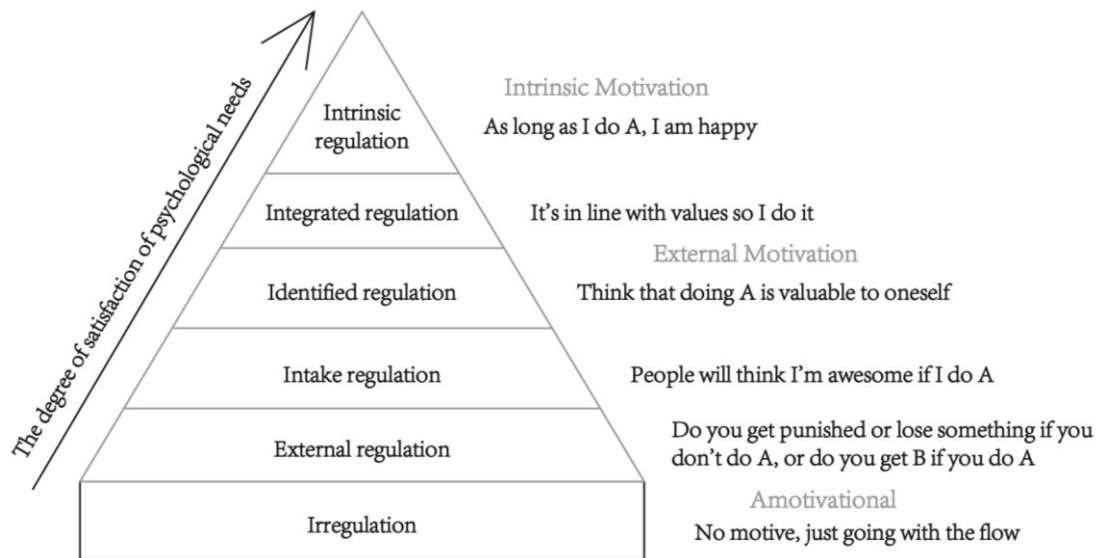 The degree of satisfaction of psychological needs
Intrinsic Motivation
Intrinsic
regulation
As long as I do A, I am happy
Integrated regulation
It's in line with values so I do it
External Motivation
Identified regulation
Think that doing A is valuable to oneself
Intake regulation
People will think I'm awesome if I do A
External regulation
Do you get punished or lose something if you
don't do A, or do you get B if you do A
Amotivational
Irregulation
No motive, just going with the flow